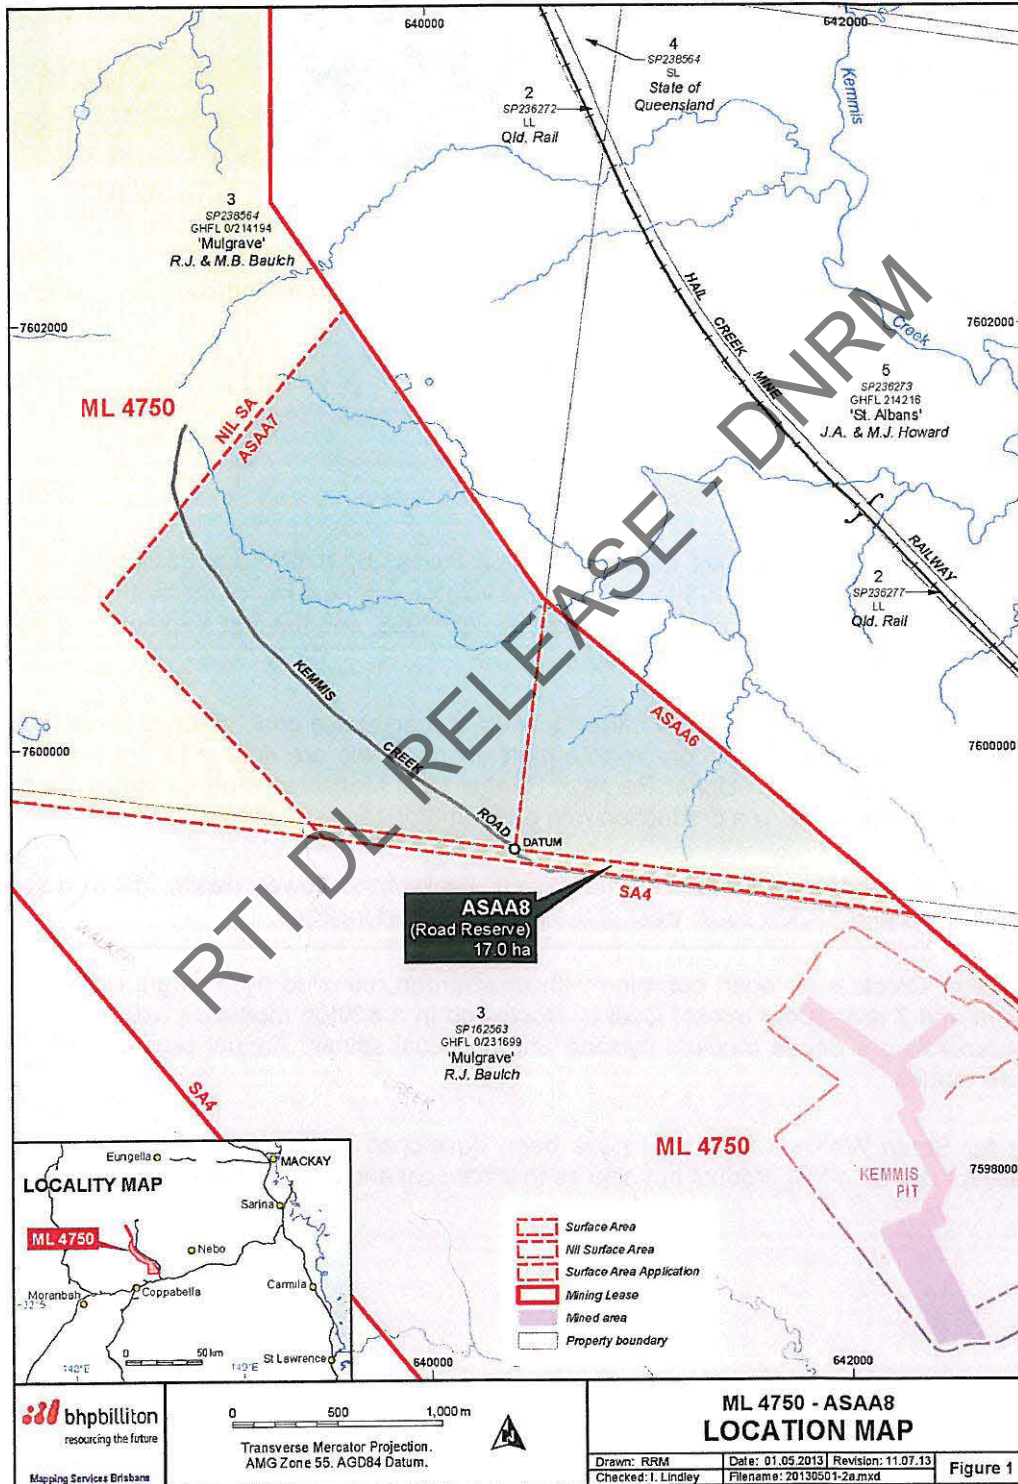 640000
642000
4
SP238564
SL
State of
Queensland
Kemmis
2
SP236272
LL
Qld. Rail
3
SP238564
GHFL 0/214194
'Mulgrave'
R.J. & M.B. Baulch
HAIL CREEK MINE RAILWAY
Creek
7602000
7602000
5
SP236273
GHFL 214216
'St. Albans'
J.A. & M.J. Howard
ML 4750
NIL SA
ASAA7
2
SP236277
LL
Qld. Rail
KEMMIS CREEK ROAD
ASAA6
7600000
7600000
DATUM
SA4
ASAA8
(Road Reserve)
17.0 ha
WALKER
CREEK
3
SP162563
GHFL 0/231699
'Mulgrave'
R.J. Baulch
SA4
ML 4750
KEMMIS
PIT
7598000
RTI DL RELEASE - DNRM
LOCALITY MAP
Eungella
MACKAY
Sarina
ML 4750
Nebo
Moranbah
Coppabella
Carmila
St Lawrence
0 50 km
148°E
149°E
Surface Area
Nil Surface Area
Surface Area Application
Mining Lease
Mined area
Property boundary
640000
642000
bhpbilliton
resourcing the future
Mapping Services Brisbane
0 500 1,000 m
Transverse Mercator Projection.
AMG Zone 55. AGD84 Datum.
N
ML 4750 - ASAA8
LOCATION MAP
Drawn: RRM
Date: 01.05.2013
Revision: 11.07.13
Checked: I. Lindley
Filename: 20130501-2a.mxd
Figure 1